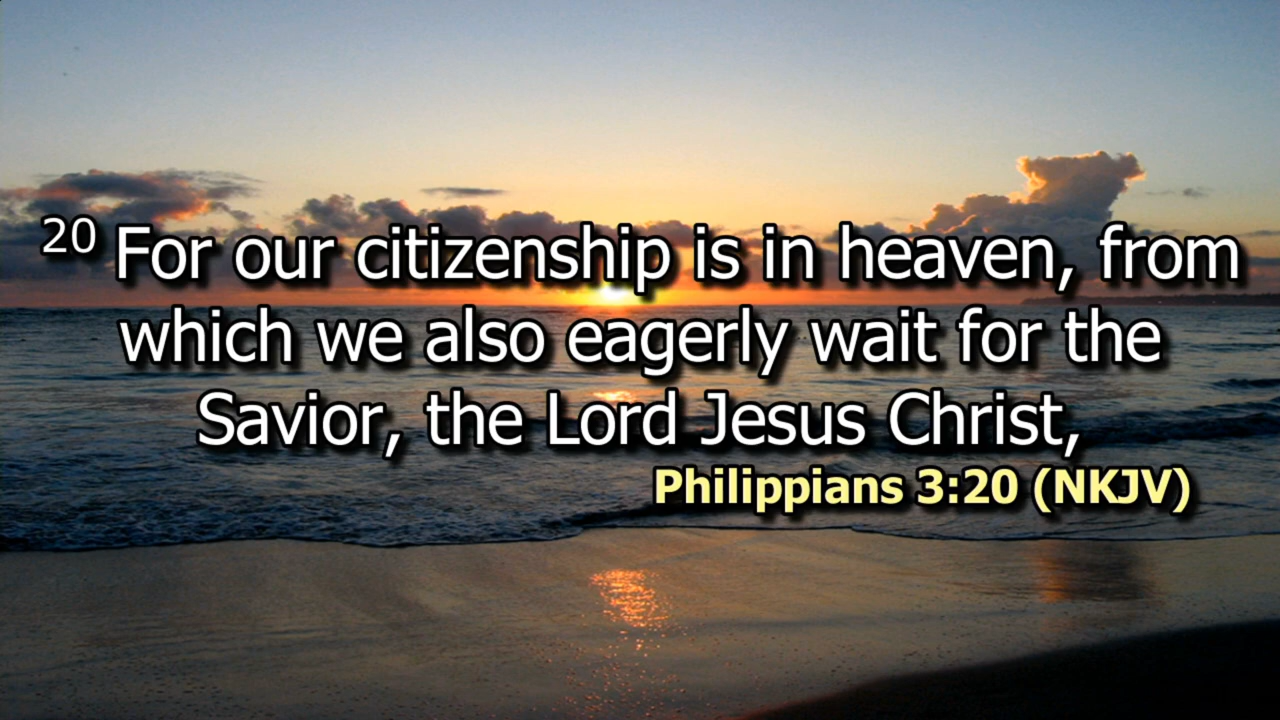 20 For our citizenship is in heaven, from
which we also eagerly wait for the
Savior, the Lord Jesus Christ,
Philippians 3:20 (NKJV)